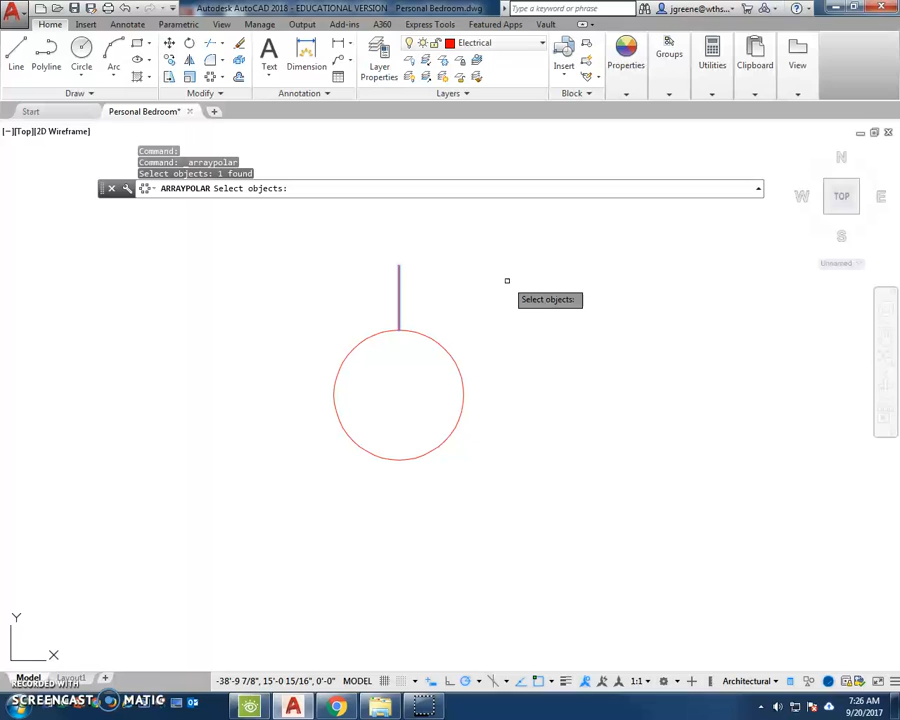 Autodesk AutoCAD 2018 - EDUCATIONAL VERSION Personal Bedroom.dwg
Type a keyword or phrase
jgreene@wths...
Home Insert Annotate Parametric View Manage Output Add-ins A360 Express Tools Featured Apps Vault
Electrical
Line Polyline Circle Arc Text Dimension Layer Properties Insert Properties Groups Utilities Clipboard View
Draw Modify Annotation Layers Block
Start Personal Bedroom*
[−][Top][2D Wireframe]
Command:
Command: _arraypolar
Select objects: 1 found
ARRAYPOLAR Select objects:
N
W TOP E
S
Unnamed
Select objects:
Y
X
Model Layout1
-38'-9 7/8", 15'-0 15/16", 0'-0" MODEL 1:1 Architectural
RECORDED WITH
SCREENCAST MATIC
7:26 AM
9/20/2017